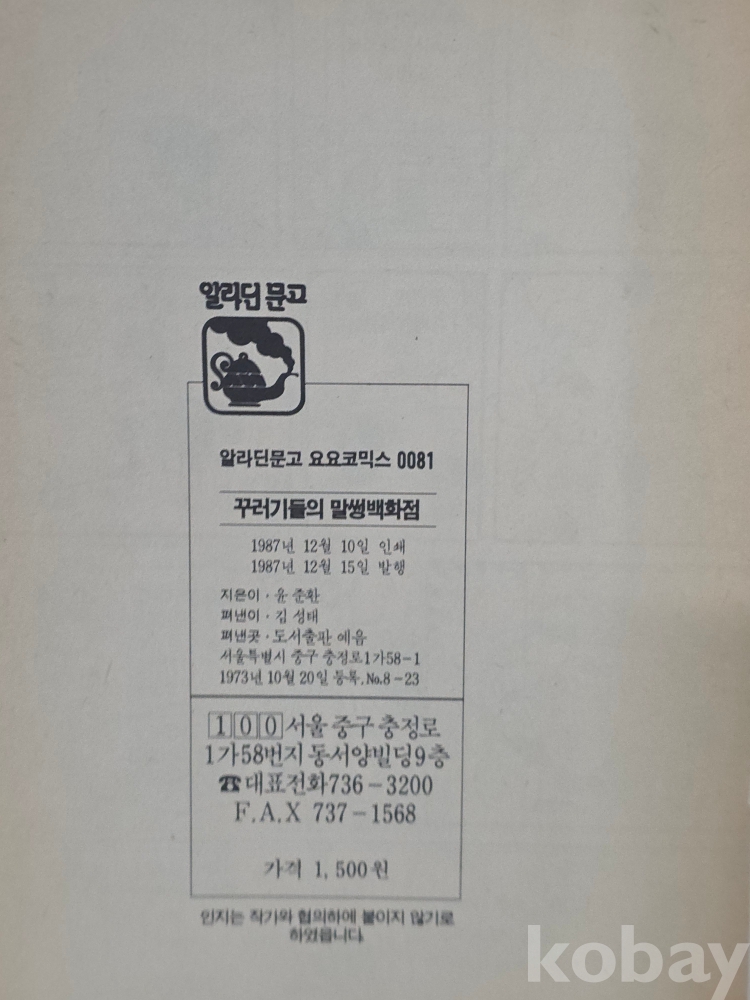 알라딘 문고
알라딘문고 요요코믹스 0081
꾸러기들의 말썽백화점
1987년 12월 10일 인쇄
1987년 12월 15일 발행
지은이 · 윤 준환
펴낸이 · 김 성태
펴낸곳 · 도서출판 예음
서울특별시 중구 충정로1가58-1
1973년 10월 20일 등록.No.8-23
100 서울 중구 충정로
1가58번지 동서양빌딩9층
☎대표전화736-3200
F.A.X 737-1568
가격 1,500원
인지는 작가와 협의하에 붙이지 않기로
하였읍니다
kobay